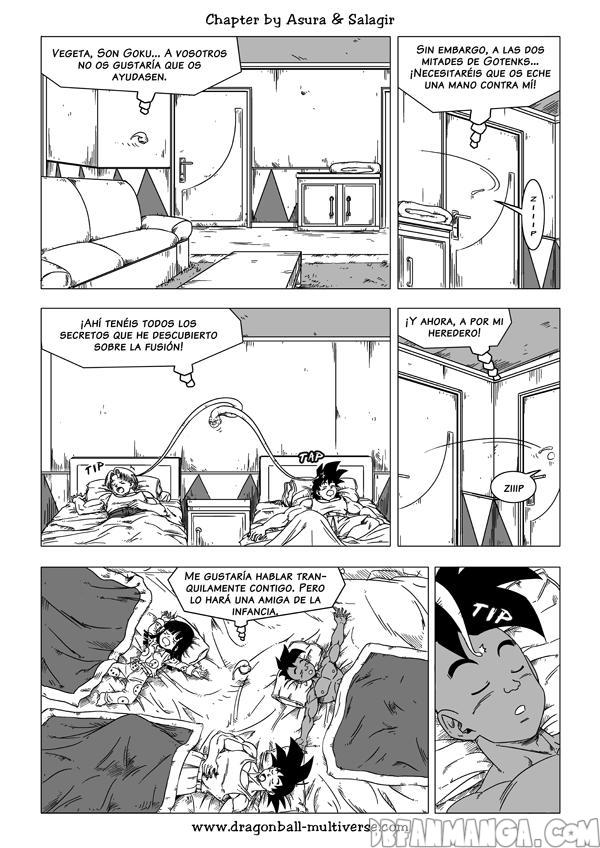 Chapter by Asura & Salagir
VEGETA, SON GOKU... A VOSOTROS
NO OS GUSTARÍA QUE OS
AYUDASEN.
SIN EMBARGO, A LAS DOS
MITADES DE GOTENKS...
¡NECESITARÉIS QUE OS ECHE
UNA MANO CONTRA MÍ!
ZIIIP
¡AHÍ TENÉIS TODOS LOS
SECRETOS QUE HE DESCUBIERTO
SOBRE LA FUSIÓN!
TIP
TAP
¡Y AHORA, A POR MI
HEREDERO!
ZIIIP
ME GUSTARÍA HABLAR TRAN-
QUILAMENTE CONTIGO. PERO
LO HARÁ UNA AMIGA DE LA
INFANCIA.
TIP
www.dragonball-multiverse.com
DBFANMANGA.COM